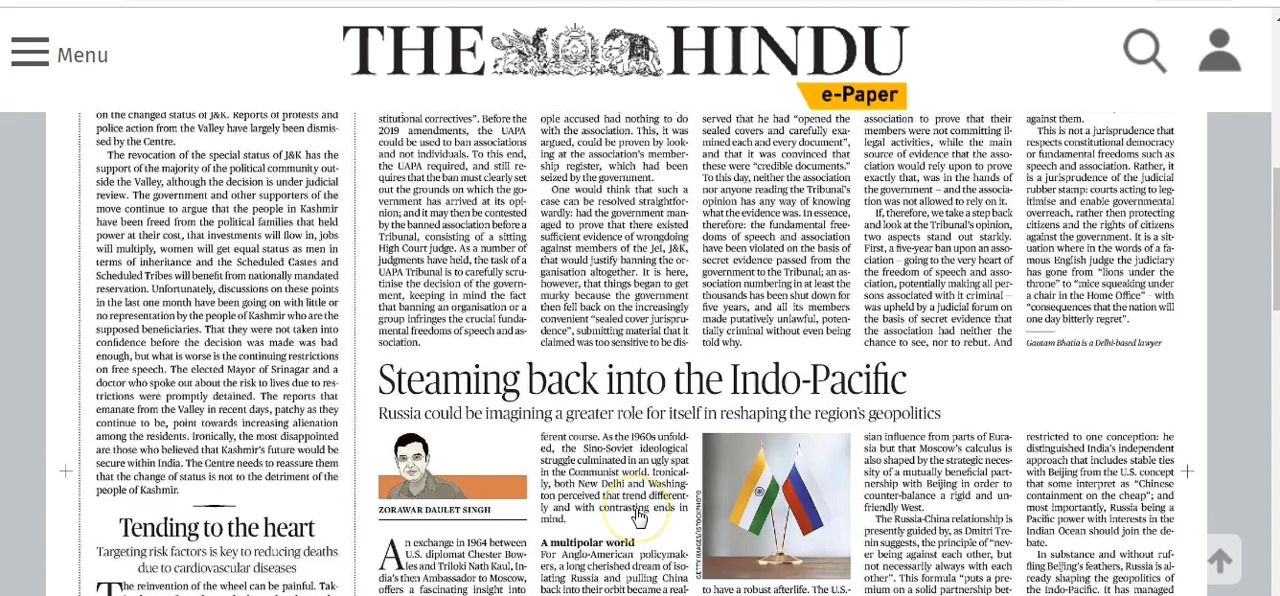 Menu
THE HINDU
e-Paper
on the changed status of J&K. Reports of protests and
police action from the Valley have largely been dismis-
sed by the Centre.
The revocation of the special status of J&K has the
support of the majority of the political community out-
side the Valley, although the decision is under judicial
review. The government and other supporters of the
move continue to argue that the people in Kashmir
have been freed from the political families that held
power at their cost, that investments will flow in, jobs
will multiply, women will get equal status as men in
terms of inheritance and the Scheduled Castes and
Scheduled Tribes will benefit from nationally mandated
reservation. Unfortunately, discussions on these points
in the last one month have been going on with little or
no representation by the people of Kashmir who are the
supposed beneficiaries. That they were not taken into
confidence before the decision was made was bad
enough, but what is worse is the continuing restrictions
on free speech. The elected Mayor of Srinagar and a
doctor who spoke out about the risk to lives due to res-
trictions were promptly detained. The reports that
emanate from the Valley in recent days, patchy as they
continue to be, point towards increasing alienation
among the residents. Ironically, the most disappointed
are those who believed that Kashmir's future would be
secure within India. The Centre needs to reassure them
that the change of status is not to the detriment of the
people of Kashmir.
Tending to the heart
Targeting risk factors is key to reducing deaths
due to cardiovascular diseases
The reinvention of the wheel can be painful. Tak-
stitutional correctives". Before the
2019 amendments, the UAPA
could be used to ban associations
and not individuals. To this end,
the UAPA required, and still re-
quires that the ban must clearly set
out the grounds on which the go-
vernment has arrived at its opi-
nion; and it may then be contested
by the banned association before a
Tribunal, consisting of a sitting
High Court judge. As a number of
judgments have held, the task of a
UAPA Tribunal is to carefully scru-
tinise the decision of the govern-
ment, keeping in mind the fact
that banning an organisation or a
group infringes the crucial funda-
mental freedoms of speech and as-
sociation.
ople accused had nothing to do
with the association. This, it was
argued, could be proven by look-
ing at the association's member-
ship register, which had been
seized by the government.
One would think that such a
case can be resolved straightfor-
wardly: had the government man-
aged to prove that there existed
sufficient evidence of wrongdoing
against members of the JeI, J&K,
that would justify banning the or-
ganisation altogether. It is here,
however, that things began to get
murky because the government
then fell back on the increasingly
convenient "sealed cover jurispru-
dence", submitting material that it
claimed was too sensitive to be dis-
served that he had "opened the
sealed covers and carefully exa-
mined each and every document",
and that it was convinced that
these were "credible documents."
To this day, neither the association
nor anyone reading the Tribunal's
opinion has any way of knowing
what the evidence was. In essence,
therefore: the fundamental free-
doms of speech and association
have been violated on the basis of
secret evidence passed from the
government to the Tribunal; an as-
sociation numbering in at least the
thousands has been shut down for
five years, and all its members
made putatively unlawful, poten-
tially criminal without even being
told why.
association to prove that their
members were not committing il-
legal activities, while the main
source of evidence that the asso-
ciation would rely upon to prove
exactly that, was in the hands of
the government – and the associa-
tion was not allowed to rely on it.
If, therefore, we take a step back
and look at the Tribunal's opinion,
two aspects stand out starkly.
First, a five-year ban upon an asso-
ciation – going to the very heart of
the freedom of speech and asso-
ciation, potentially making all per-
sons associated with it criminal –
was upheld by a judicial forum on
the basis of secret evidence that
the association had neither the
chance to see, nor to rebut. And
against them.
This is not a jurisprudence that
respects constitutional democracy
or fundamental freedoms such as
speech and association. Rather, it
is a jurisprudence of the judicial
rubber stamp: courts acting to leg-
itimise and enable governmental
overreach, rather then protecting
citizens and the rights of citizens
against the government. It is a sit-
uation where in the words of a fa-
mous English judge the judiciary
has gone from "lions under the
throne" to "mice squeaking under
a chair in the Home Office" – with
"consequences that the nation will
one day bitterly regret".
Gautam Bhatia is a Delhi-based lawyer
Steaming back into the Indo-Pacific
Russia could be imagining a greater role for itself in reshaping the region's geopolitics
ZORAWAR DAULET SINGH
An exchange in 1964 between
U.S. diplomat Chester Bow-
les and Triloki Nath Kaul, In-
dia's then Ambassador to Moscow,
offers a fascinating insight into
ferent course. As the 1960s unfold-
ed, the Sino-Soviet ideological
struggle culminated in an ugly spat
in the Communist world. Ironical-
ly, both New Delhi and Washing-
ton perceived that trend different-
ly and with contrasting ends in
mind.
A multipolar world
For Anglo-American policymak-
ers, a long cherished dream of iso-
lating Russia and pulling China
back into their orbit became a real-
GETTY IMAGES/ISTOCKPHOTO
to have a robust afterlife. The U.S.-
sian influence from parts of Eura-
sia but that Moscow's calculus is
also shaped by the strategic neces-
sity of a mutually beneficial part-
nership with Beijing in order to
counter-balance a rigid and un-
friendly West.
The Russia-China relationship is
presently guided by, as Dmitri Tre-
nin suggests, the principle of "nev-
er being against each other, but
not necessarily always with each
other". This formula "puts a pre-
mium on a solid partnership bet-
restricted to one conception: he
distinguished India's independent
approach that includes stable ties
with Beijing from the U.S. concept
that some interpret as "Chinese
containment on the cheap"; and
most importantly, Russia being a
Pacific power with interests in the
Indian Ocean should join the de-
bate.
In substance and without ruf-
fling Beijing's feathers, Russia is al-
ready shaping the geopolitics of
the Indo-Pacific. It has managed